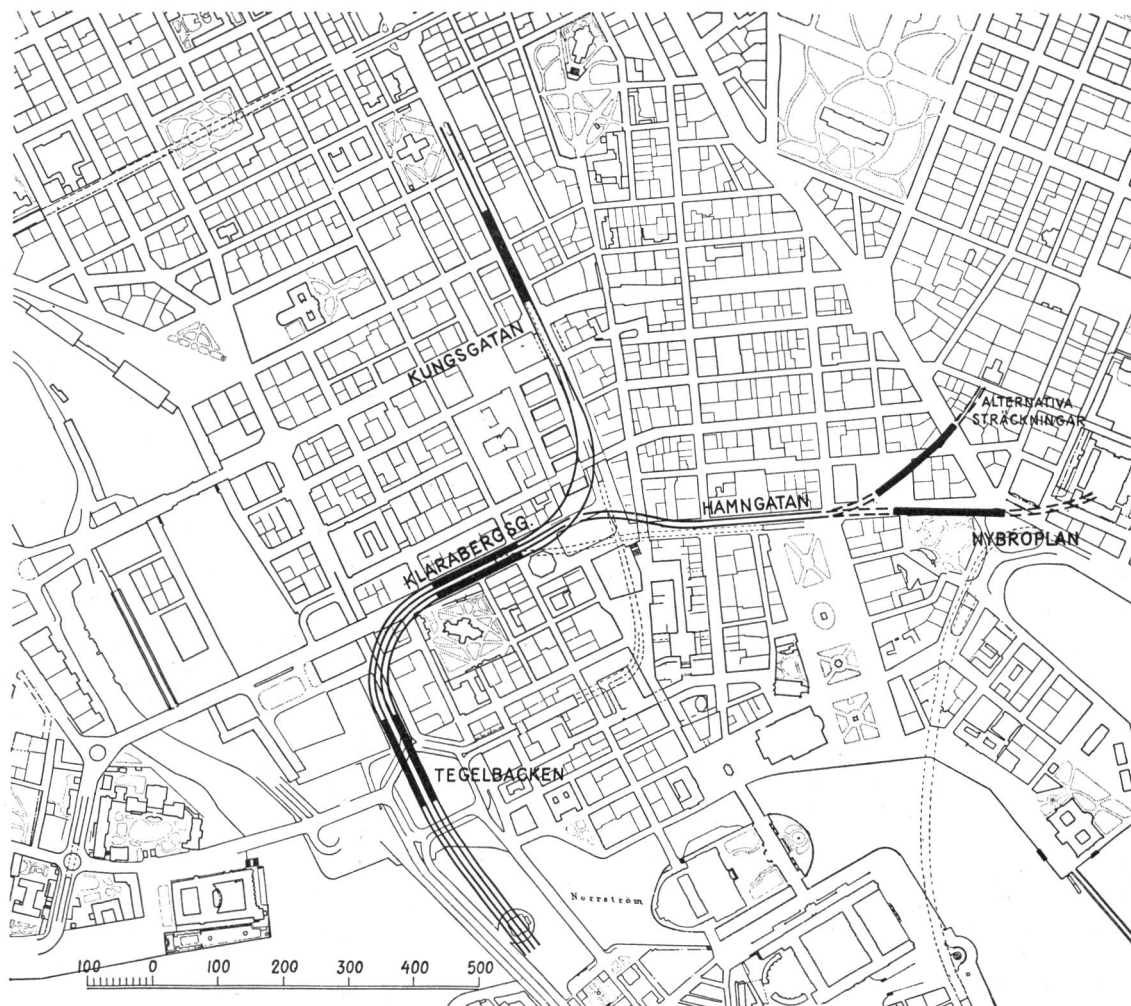 KUNGSGATAN
ALTERNATIVA
STRÄCKNINGAR
HAMNGATAN
KLARABERGSG.
NYBROPLAN
TEGELBACKEN
Norrström
100 0 100 200 300 400 500